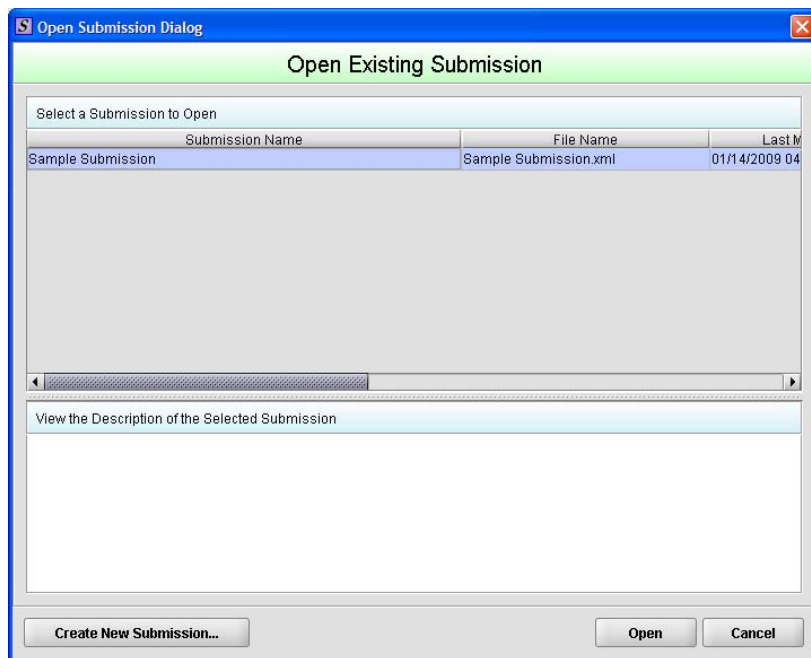 S Open Submission Dialog
Open Existing Submission
Select a Submission to Open
Submission Name File Name Last M
Sample Submission Sample Submission.xml 01/14/2009 04
View the Description of the Selected Submission
Create New Submission... Open Cancel